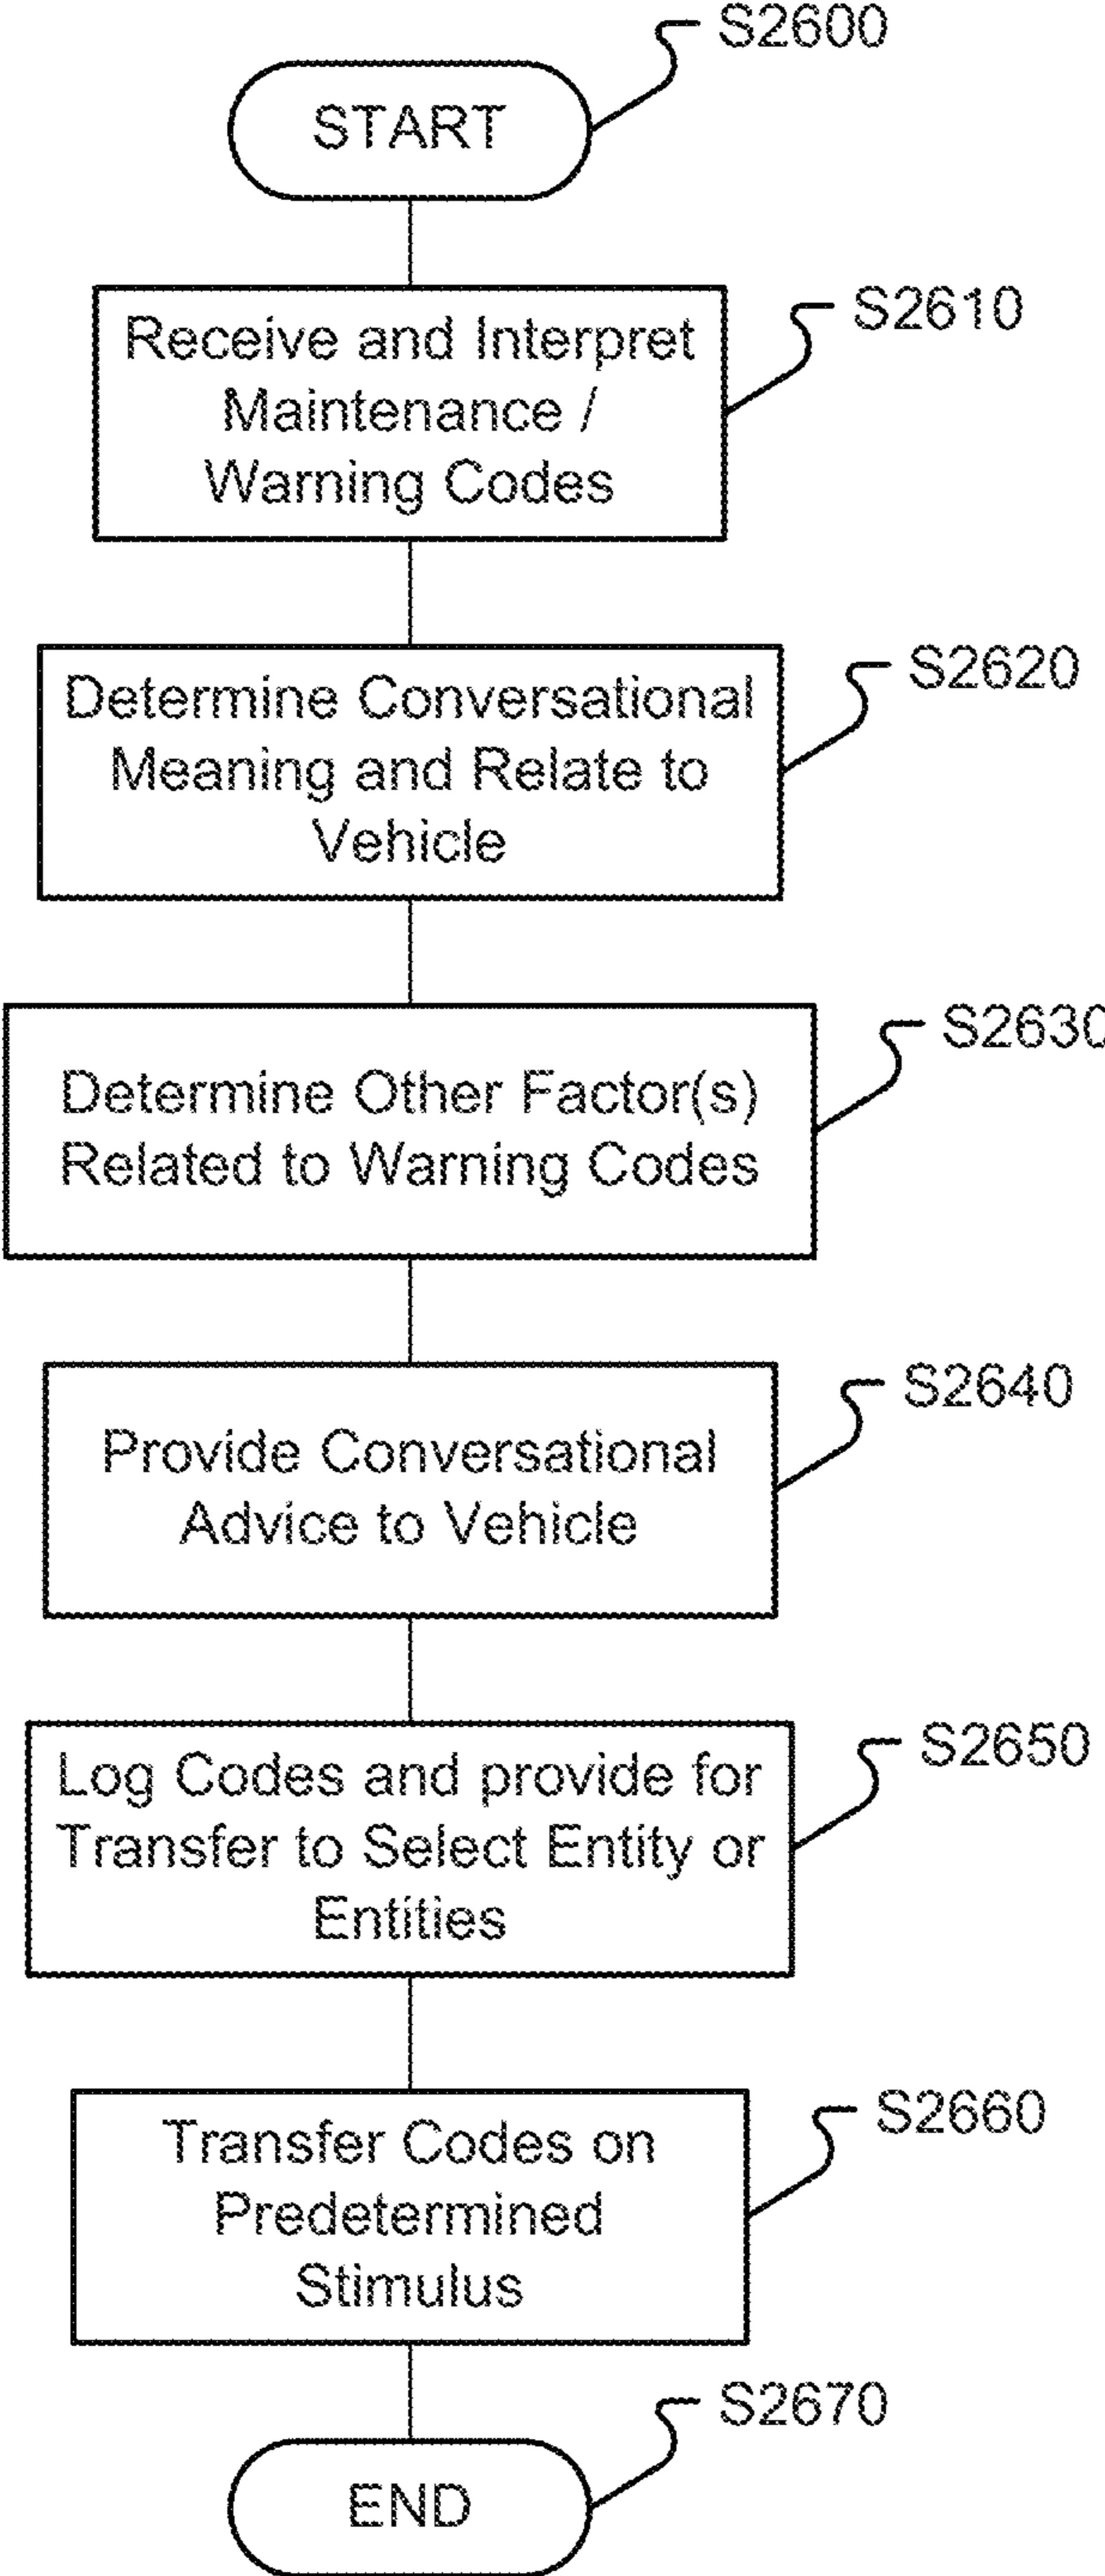 S2600
START
S2610
Receive and Interpret
Maintenance /
Warning Codes
S2620
Determine Conversational
Meaning and Relate to
Vehicle
S2630
Determine Other Factor(s)
Related to Warning Codes
S2640
Provide Conversational
Advice to Vehicle
S2650
Log Codes and provide for
Transfer to Select Entity or
Entities
S2660
Transfer Codes on
Predetermined
Stimulus
S2670
END